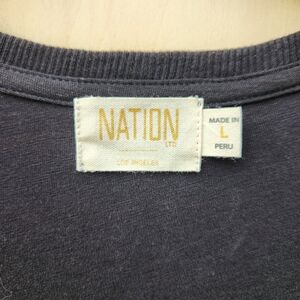 NATION
LTD
LOS ANGELES
MADE IN
L
PERU